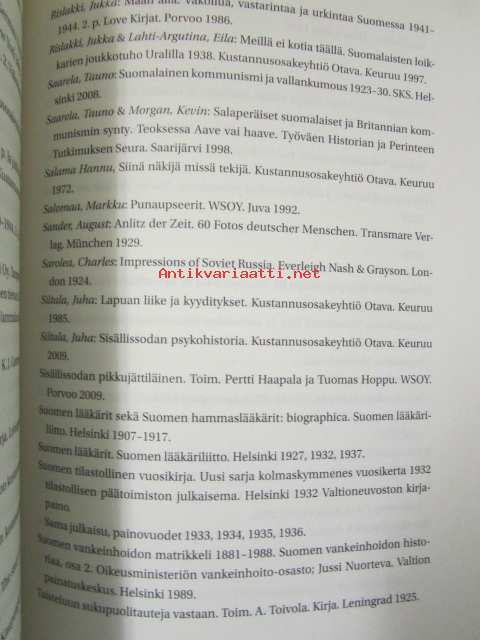 Rislakki, Jukka: Maan alla. Vakoilua, vastarintaa ja urkintaa Suomessa 1941–
1944. 2. p. Love Kirjat. Porvoo 1986.
Rislakki, Jukka & Lahti-Argutina, Eila: Meillä ei kotia täällä. Suomalaisten loik-
karien joukkotuho Uralilla 1938. Kustannusosakeyhtiö Otava. Keuruu 1997.
Saarela, Tauno: Suomalainen kommunismi ja vallankumous 1923–30. SKS. Hel-
sinki 2008.
Saarela, Tauno & Morgan, Kevin: Salaperäiset suomalaiset ja Britannian kom-
munismin synty. Teoksessa Aave vai haave. Työväen Historian ja Perinteen
Tutkimuksen Seura. Saarijärvi 1998.
Salama Hannu, Siinä näkijä missä tekijä. Kustannusosakeyhtiö Otava. Keuruu
1972.
Salomaa, Markku: Punaupseerit. WSOY. Juva 1992.
Sander, August: Anlitz der Zeit. 60 Fotos deutscher Menschen. Transmare Ver-
lag. München 1929.
Sarolea, Charles: Impressions of Soviet Russia. Everleigh Nash & Grayson. Lon-
don 1924.
Antikvariaatti.net
Siltala, Juha: Lapuan liike ja kyyditykset. Kustannusosakeyhtiö Otava. Keuruu
1985.
Siltala, Juha: Sisällissodan psykohistoria. Kustannusosakeyhtiö Otava. Keuruu
2009.
Sisällissodan pikkujättiläinen. Toim. Pertti Haapala ja Tuomas Hoppu. WSOY.
Porvoo 2009.
Suomen lääkärit sekä Suomen hammaslääkärit: biographica. Suomen lääkäri-
liitto. Helsinki 1907–1917.
Suomen lääkärit. Suomen lääkäriliitto. Helsinki 1927, 1932, 1937.
Suomen tilastollinen vuosikirja. Uusi sarja kolmaskymmenes vuosikerta 1932
tilastollisen päätoimiston julkaisema. Helsinki 1932 Valtioneuvoston kirja-
paino.
Sama julkaisu, painovuodet 1933, 1934, 1935, 1936.
Suomen vankeinhoidon matrikkeli 1881–1988. Suomen vankeinhoidon histo-
riaa, osa 2. Oikeusministeriön vankeinhoito-osasto; Jussi Nuorteva. Valtion
painatuskeskus. Helsinki 1989.
Taisteluun sukupuolitauteja vastaan. Toim. A. Toivola. Kirja. Leningrad 1925.